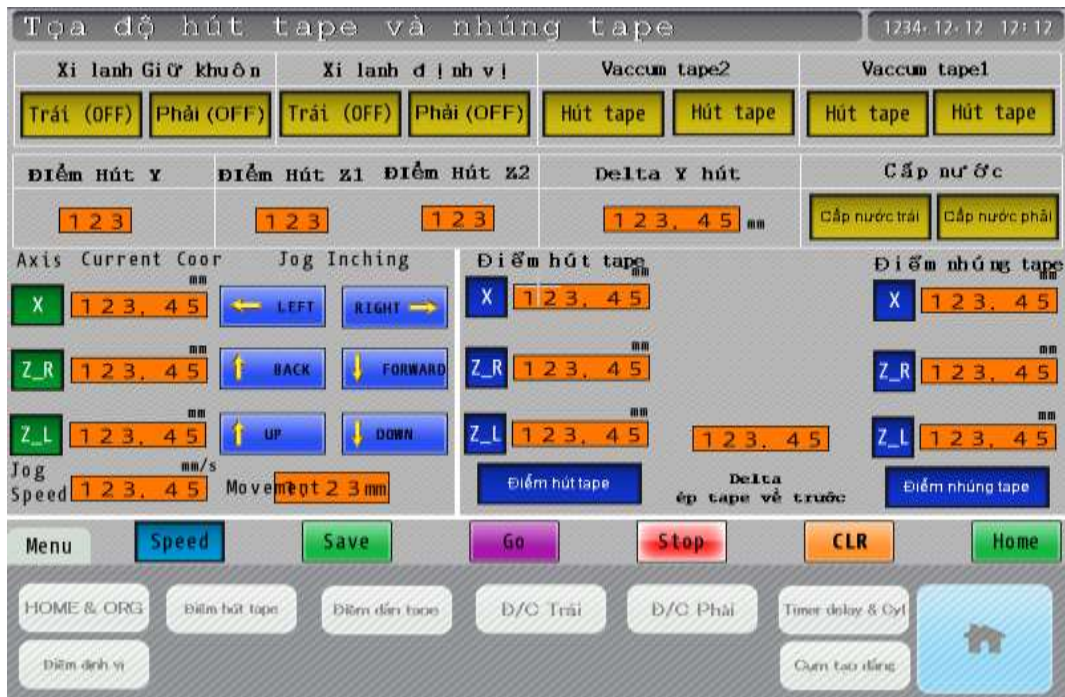 Tọa độ hút tape và nhúng tape 1234-12-12 12:12
Xi lanh Giữ khuôn Xi lanh định vị Vaccum tape2 Vaccum tape1
Trái (OFF) Phải (OFF) Trái (OFF) Phải (OFF) Hút tape Hút tape Hút tape Hút tape
Điểm Hút Y Điểm Hút Z1 Điểm Hút Z2 Delta Y hút Cấp nước
123 123 123 123.45 mm Cấp nước trái Cấp nước phải
Axis Current Coor Jog Inching Điểm hút tape Điểm nhúng tape
mm mm mm
X 123.45 LEFT RIGHT X 123.45 X 123.45
mm mm mm
Z_R 123.45 BACK FORWARD Z_R 123.45 Z_R 123.45
mm mm mm
Z_L 123.45 UP DOWN Z_L 123.45 123.45 Z_L 123.45
Jog mm/s
Speed 123.45 Movement 123 mm Điểm hút tape Delta Điểm nhúng tape
ép tape về trước
Menu Speed Save Go Stop CLR Home
HOME & ORG Điểm hút tape Điểm dán tape Đ/C Trái Đ/C Phải Timer delay & Cyl
Điểm định vị Cụm tạo dáng